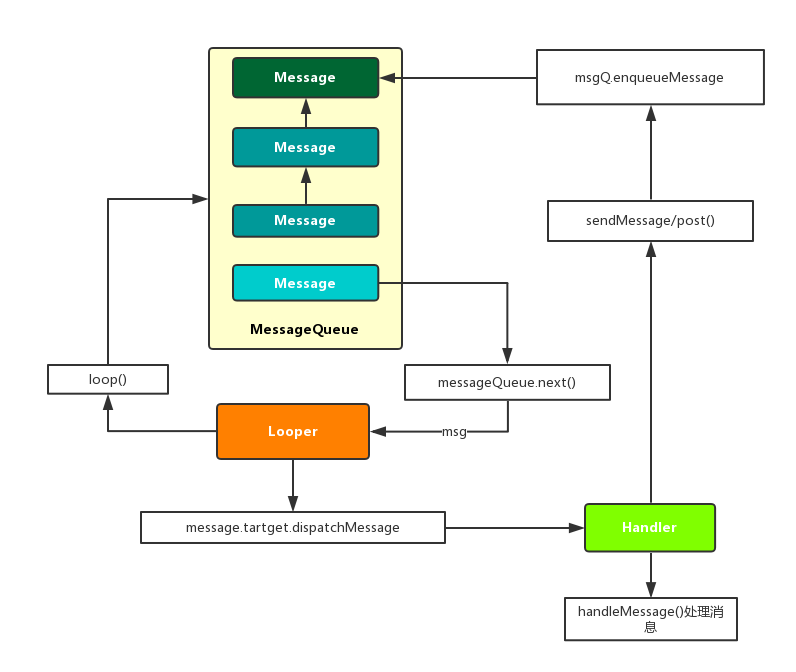 Message
msgQ.enqueueMessage
Message
Message
sendMessage/post()
Message
MessageQueue
loop()
messageQueue.next()
Looper
msg
message.tartget.dispatchMessage
Handler
handleMessage()处理消
息